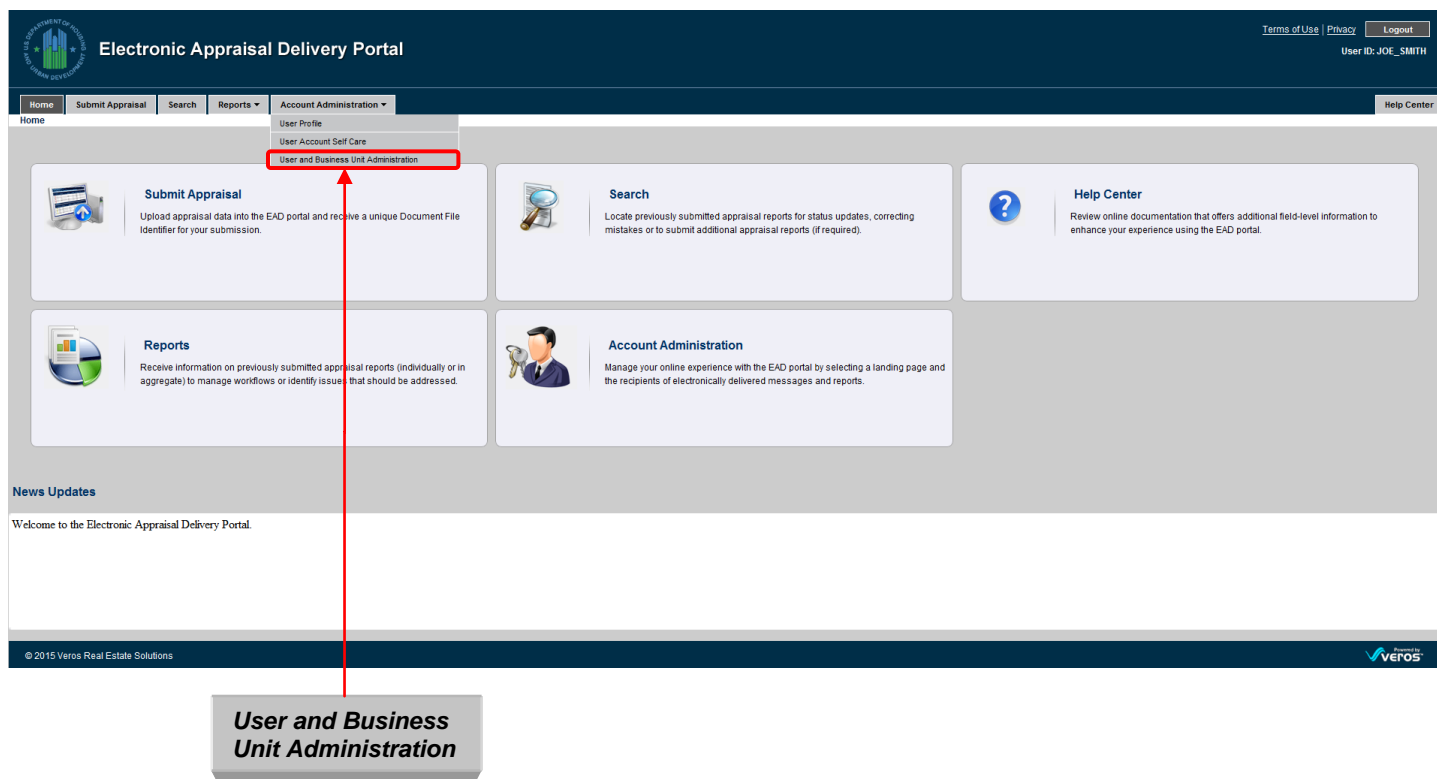 U.S. DEPARTMENT OF HOUSING
AND URBAN DEVELOPMENT
Electronic Appraisal Delivery Portal
Terms of Use | Privacy Logout
User ID: JOE_SMITH
Home Submit Appraisal Search Reports Account Administration Help Center
Home
User Profile
User Account Self Care
User and Business Unit Administration
Submit Appraisal
Upload appraisal data into the EAD portal and receive a unique Document File
Identifier for your submission.
Search
Locate previously submitted appraisal reports for status updates, correcting
mistakes or to submit additional appraisal reports (if required).
Help Center
Review online documentation that offers additional field-level information to
enhance your experience using the EAD portal.
Reports
Receive information on previously submitted appraisal reports (individually or in
aggregate) to manage workflows or identify issues that should be addressed.
Account Administration
Manage your online experience with the EAD portal by selecting a landing page and
the recipients of electronically delivered messages and reports.
News Updates
Welcome to the Electronic Appraisal Delivery Portal.
© 2015 Veros Real Estate Solutions
Powered by
veros
User and Business
Unit Administration